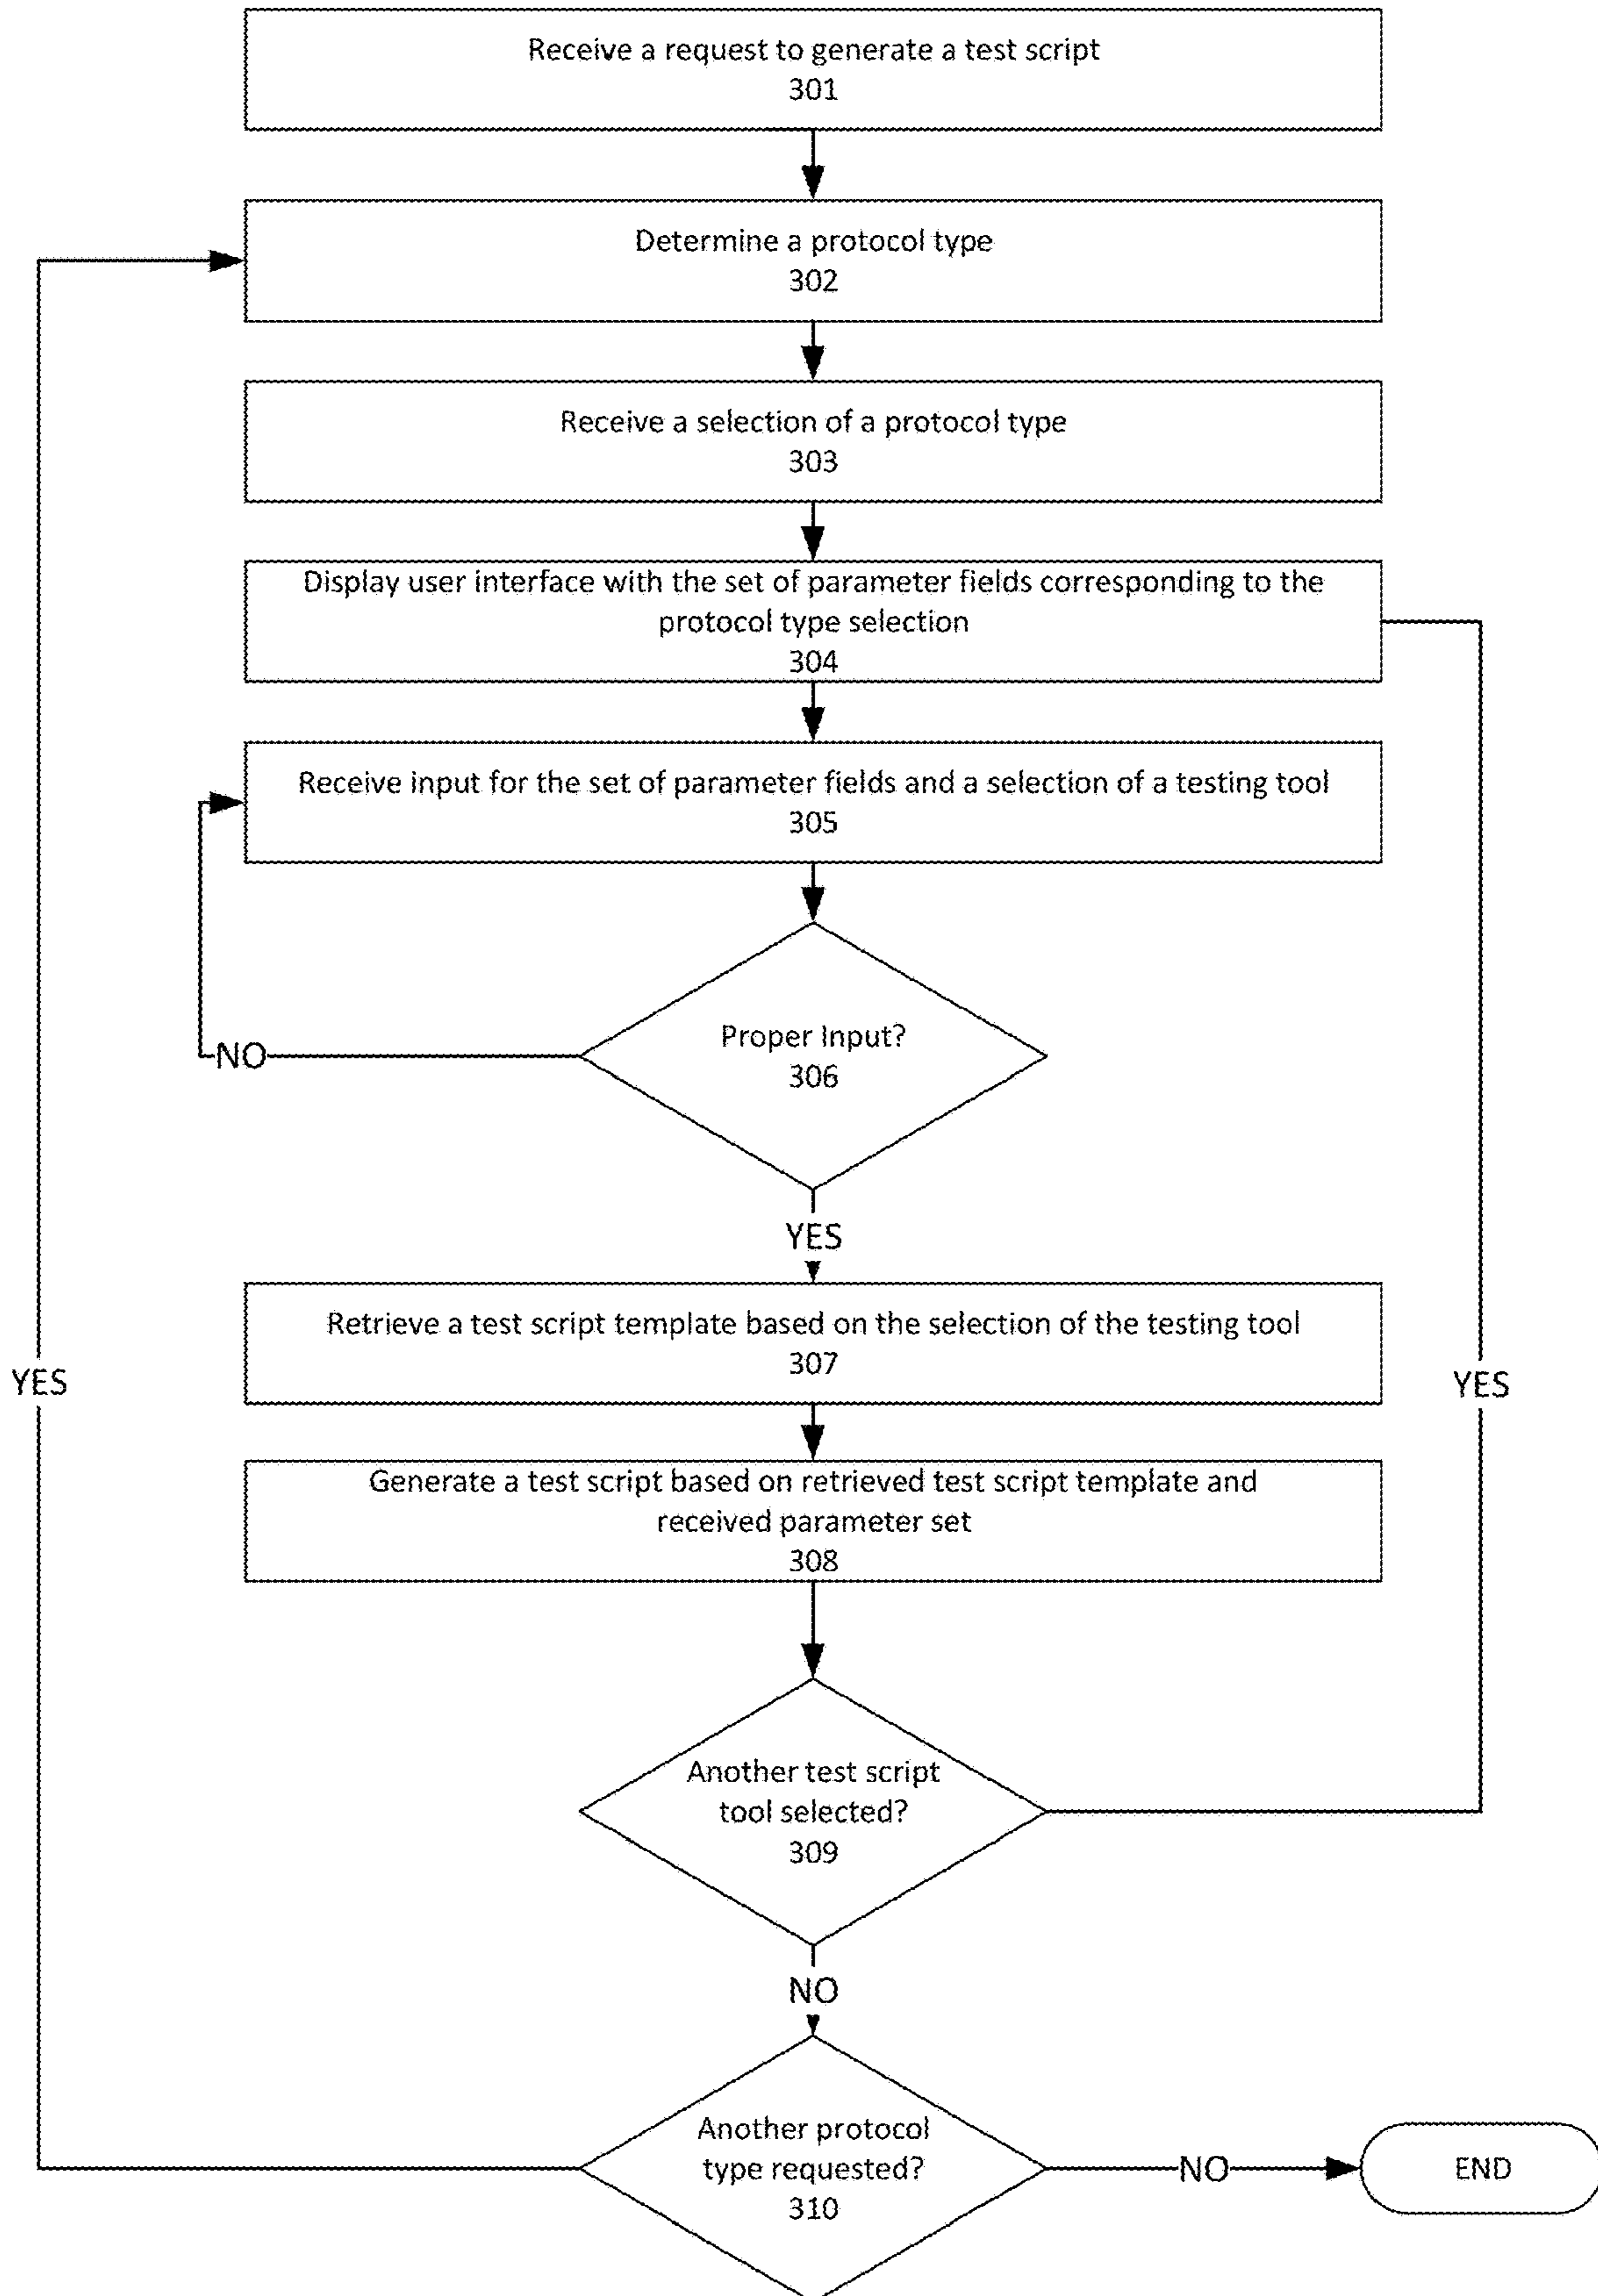 Receive a request to generate a test script
301
Determine a protocol type
302
Receive a selection of a protocol type
303
Display user interface with the set of parameter fields corresponding to the
protocol type selection
304
Receive input for the set of parameter fields and a selection of a testing tool
305
Proper Input?
306
NO
YES
Retrieve a test script template based on the selection of the testing tool
307
YES
YES
Generate a test script based on retrieved test script template and
received parameter set
308
Another test script
tool selected?
309
NO
Another protocol
type requested?
310
NO
END